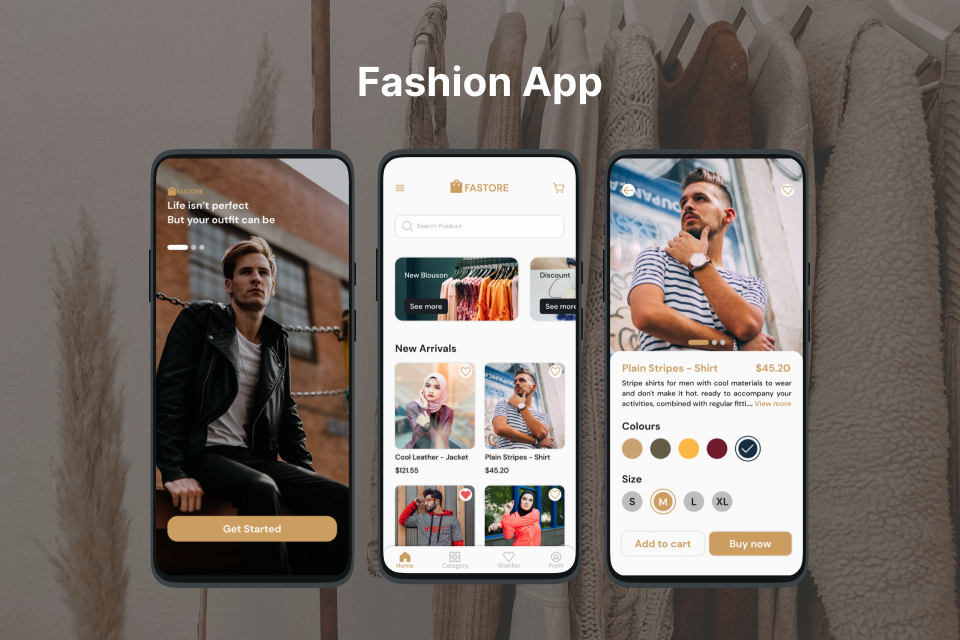 Fashion App
FASTORE
Life isn't perfect
But your outfit can be
Get Started
FASTORE
Search Product
New Blouson
See more
Discount
See more
New Arrivals
Cool Leather - Jacket
$121.55
Plain Stripes - Shirt
$45.20
Home
Category
Wishlist
Profil
Plain Stripes - Shirt
$45.20
Stripe shirts for men with cool materials to wear
and don't make it hot. ready to accompany your
activities, combined with regular fitti... View more
Colours
Size
S
M
L
XL
Add to cart
Buy now